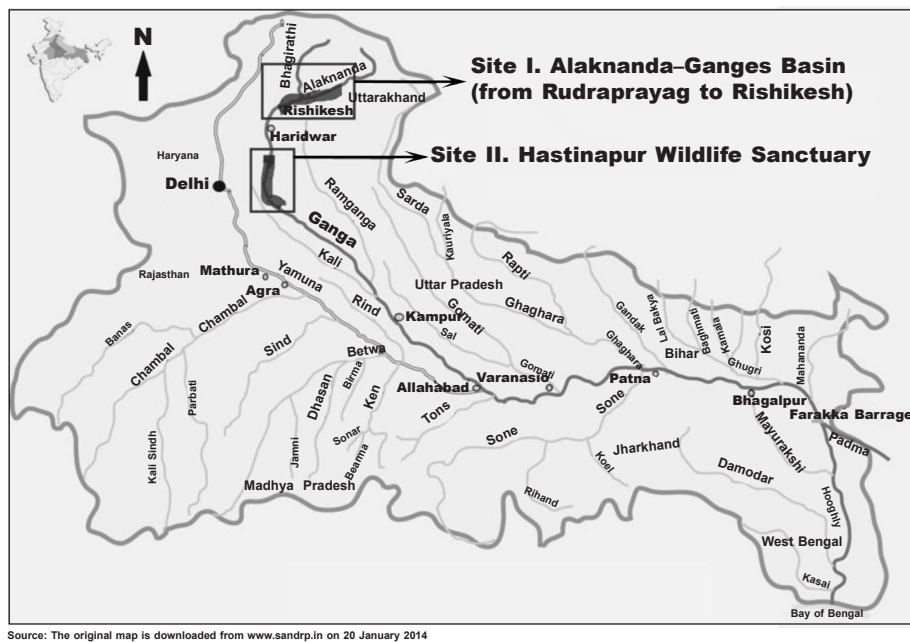 N
Bhagirathi
Alaknanda
Uttarakhand
Rishikesh
Site I. Alaknanda–Ganges Basin
(from Rudraprayag to Rishikesh)
Haridwar
Site II. Hastinapur Wildlife Sanctuary
Haryana
Delhi
Ramganga
Sarda
Kauriyala
Ganga
Kali
Rapti
Rajasthan
Mathura
Yamuna
Agra
Uttar Pradesh
Chambal
Rind
Gomati
Ghaghara
Gandak
Lal Bakya
Baghmati
Kamala
Kosi
Mahananda
Kampur
Banas
Chambal
Sind
Sal
Ghaghara
Bihar
Ghugri
Betwa
Birma
Gomati
Parbati
Dhasan
Ken
Allahabad
Varanasio
Patna
Bhagalpur
Tons
Sone
Farakka Barrage
Kali Sindh
Jamni
Sonar
Bearma
Sone
Koel
Jharkhand
Mayurakshi
Padma
Damodar
Madhya Pradesh
Rihand
Hooghly
West Bengal
Kasai
Bay of Bengal
Source: The original map is downloaded from www.sandrp.in on 20 January 2014